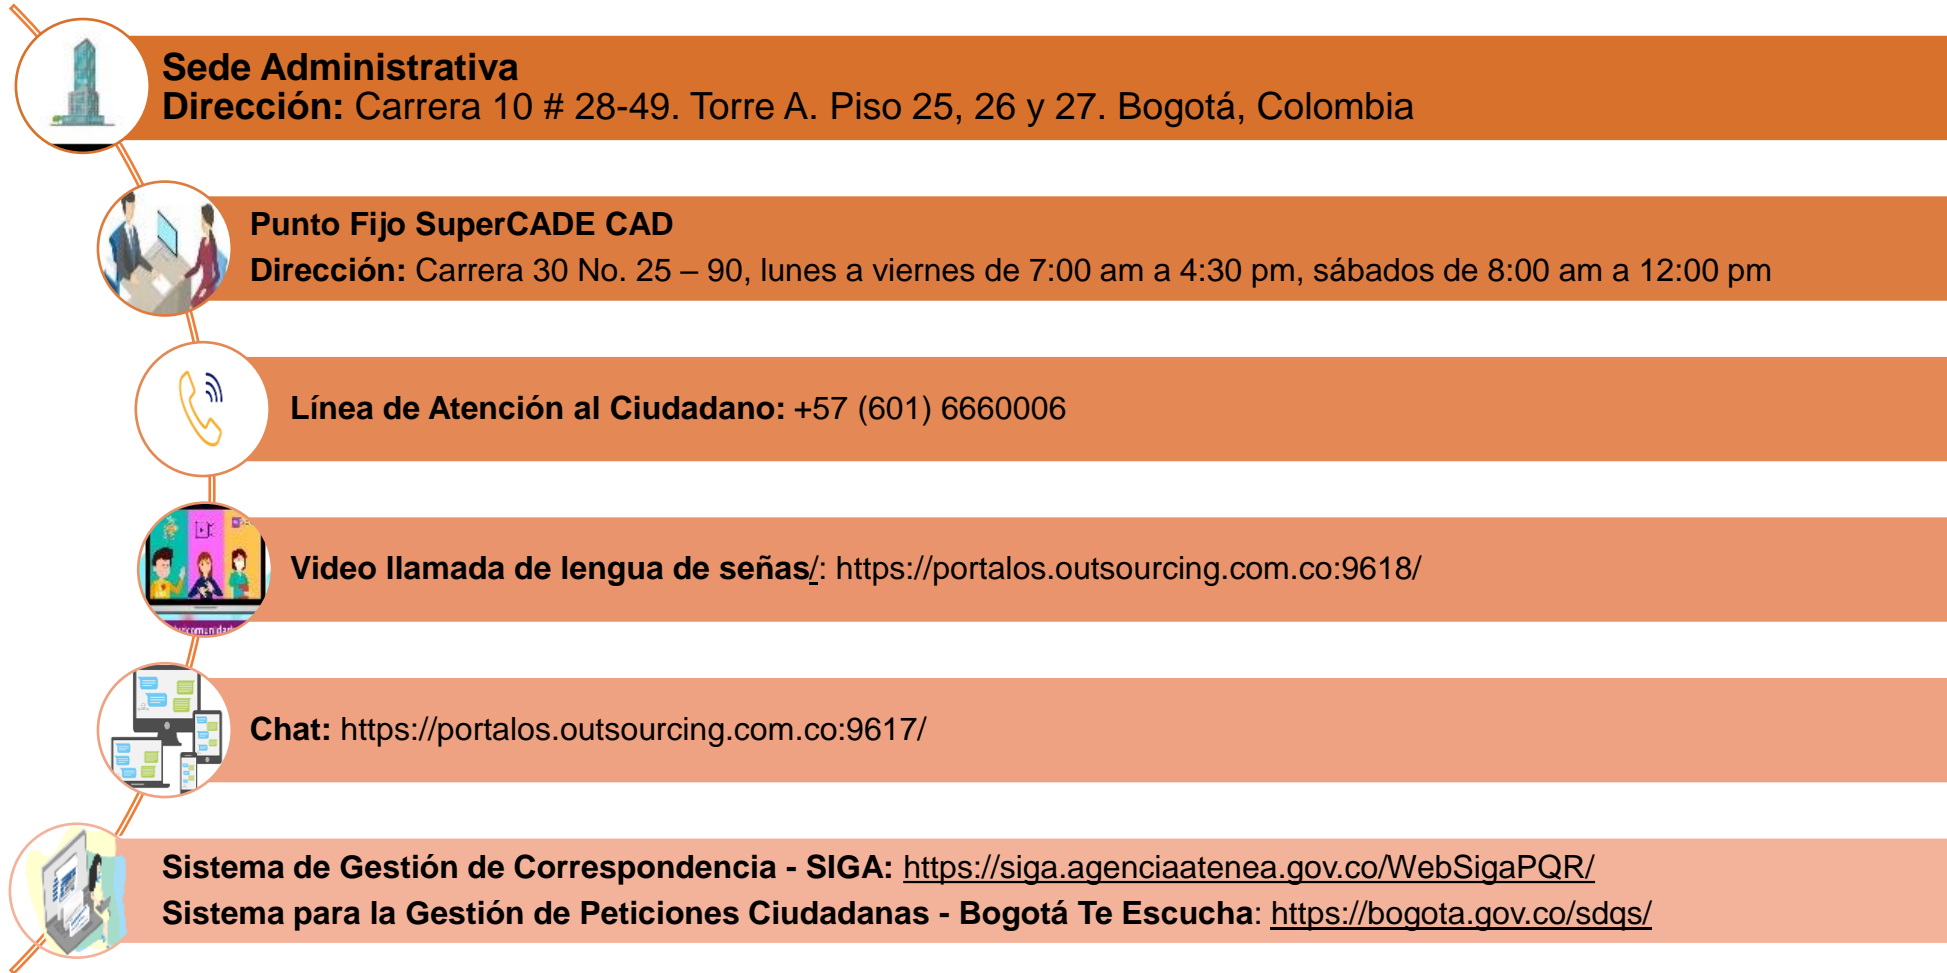 Sede Administrativa
Dirección: Carrera 10 # 28-49. Torre A. Piso 25, 26 y 27. Bogotá, Colombia
Punto Fijo SuperCADE CAD
Dirección: Carrera 30 No. 25 – 90, lunes a viernes de 7:00 am a 4:30 pm, sábados de 8:00 am a 12:00 pm
Línea de Atención al Ciudadano: +57 (601) 6660006
Video llamada de lengua de señas/: https://portalos.outsourcing.com.co:9618/
Chat: https://portalos.outsourcing.com.co:9617/
Sistema de Gestión de Correspondencia - SIGA: https://siga.agenciaatenea.gov.co/WebSigaPQR/
Sistema para la Gestión de Peticiones Ciudadanas - Bogotá Te Escucha: https://bogota.gov.co/sdqs/